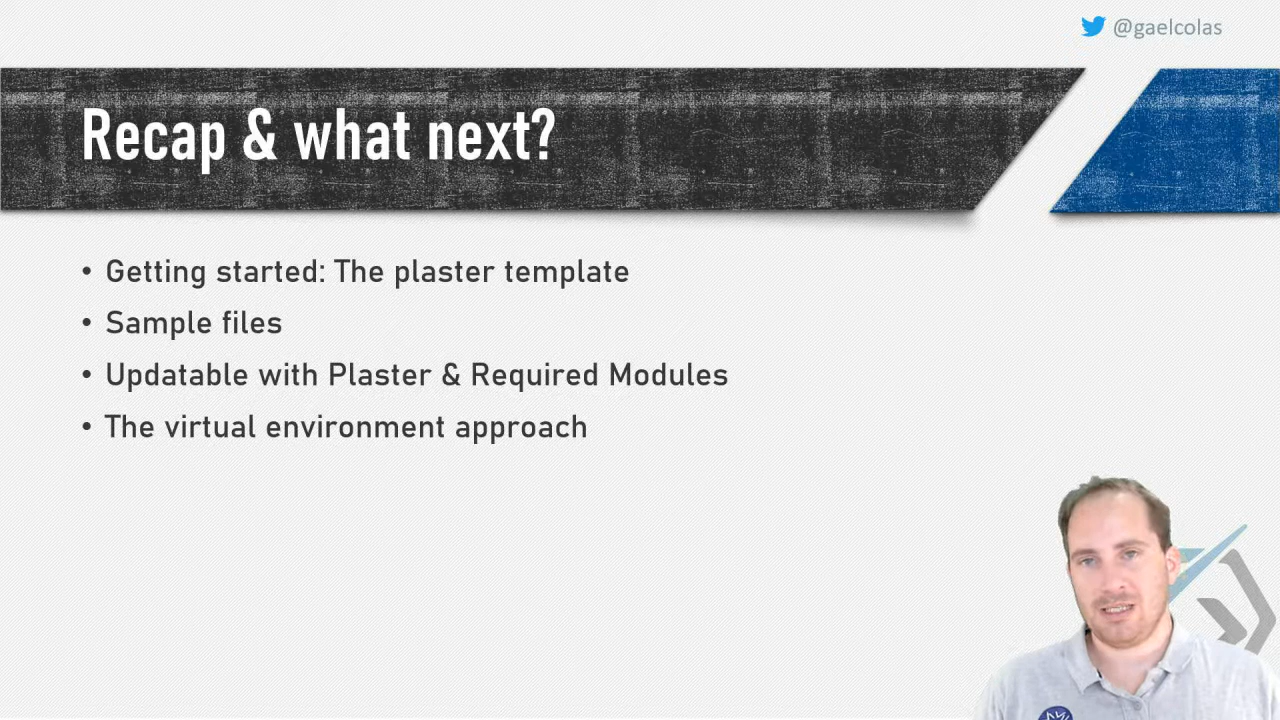 @gaelcolas
Recap & what next?
• Getting started: The plaster template
• Sample files
• Updatable with Plaster & Required Modules
• The virtual environment approach